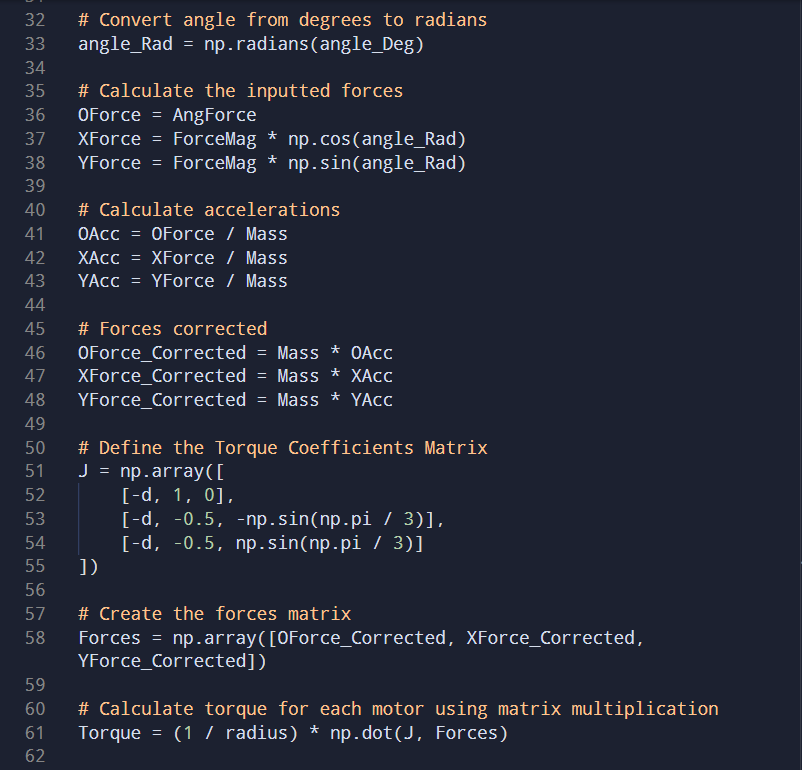 32 # Convert angle from degrees to radians
33 angle_Rad = np.radians(angle_Deg)
34
35 # Calculate the inputted forces
36 OForce = AngForce
37 XForce = ForceMag * np.cos(angle_Rad)
38 YForce = ForceMag * np.sin(angle_Rad)
39
40 # Calculate accelerations
41 OAcc = OForce / Mass
42 XAcc = XForce / Mass
43 YAcc = YForce / Mass
44
45 # Forces corrected
46 OForce_Corrected = Mass * OAcc
47 XForce_Corrected = Mass * XAcc
48 YForce_Corrected = Mass * YAcc
49
50 # Define the Torque Coefficients Matrix
51 J = np.array([
52     [-d, 1, 0],
53     [-d, -0.5, -np.sin(np.pi / 3)],
54     [-d, -0.5, np.sin(np.pi / 3)]
55 ])
56
57 # Create the forces matrix
58 Forces = np.array([OForce_Corrected, XForce_Corrected,
YForce_Corrected])
59
60 # Calculate torque for each motor using matrix multiplication
61 Torque = (1 / radius) * np.dot(J, Forces)
62